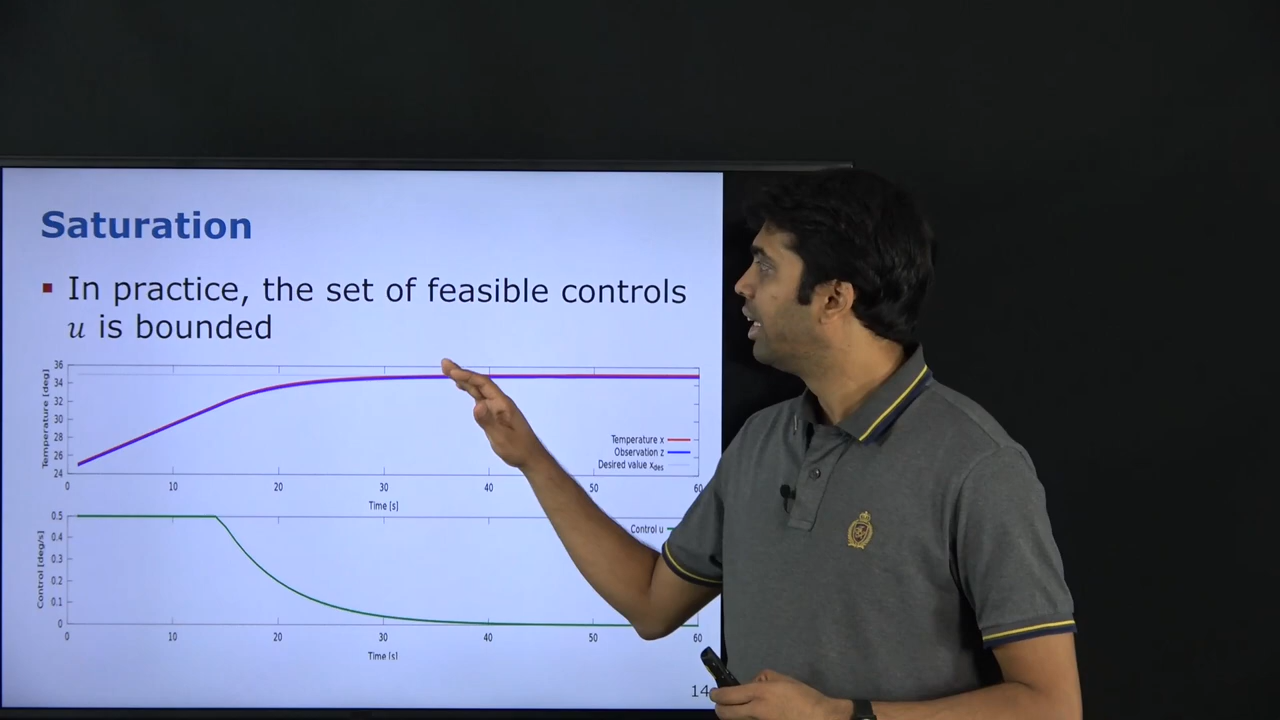 Saturation
▪ In practice, the set of feasible controls
u is bounded
36
34
32
30
28
26
24
Temperature [deg]
Temperature x
Observation z
Desired value xdes
0 10 20 30 40 50 60
Time [s]
0.5
0.4
0.3
0.2
0.1
0
Control [deg/s]
Control u
0 10 20 30 40 50 60
Time [s]
14